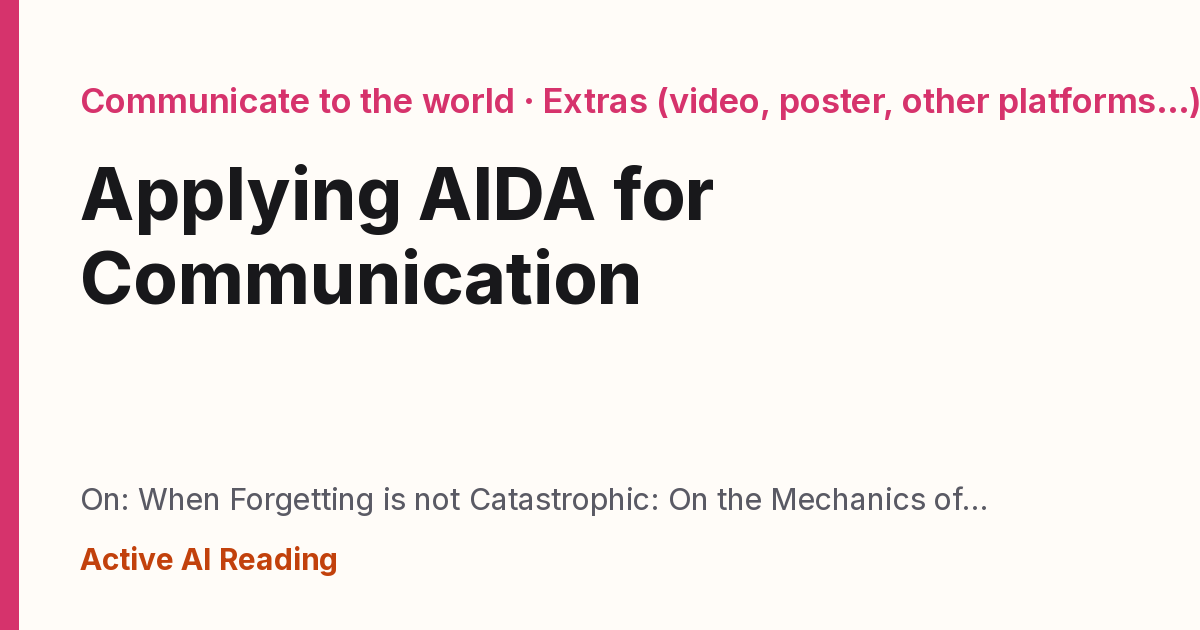 Communicate to the world · Extras (video, poster, other platforms...)
Applying AIDA for
Communication
On: When Forgetting is not Catastrophic: On the Mechanics of...
Active AI Reading